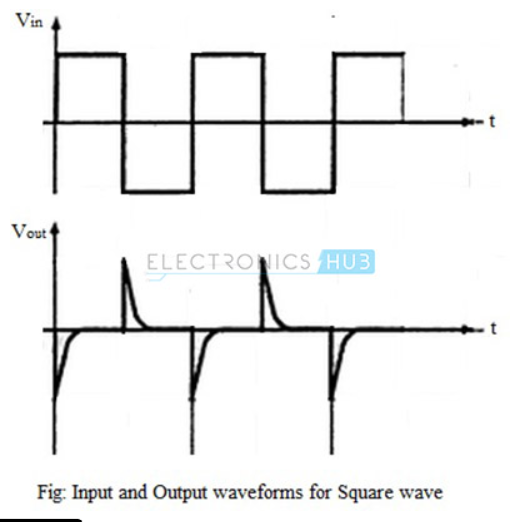 Vin
t
Vout
ELECTRONICS HUB
t
Fig: Input and Output waveforms for Square wave